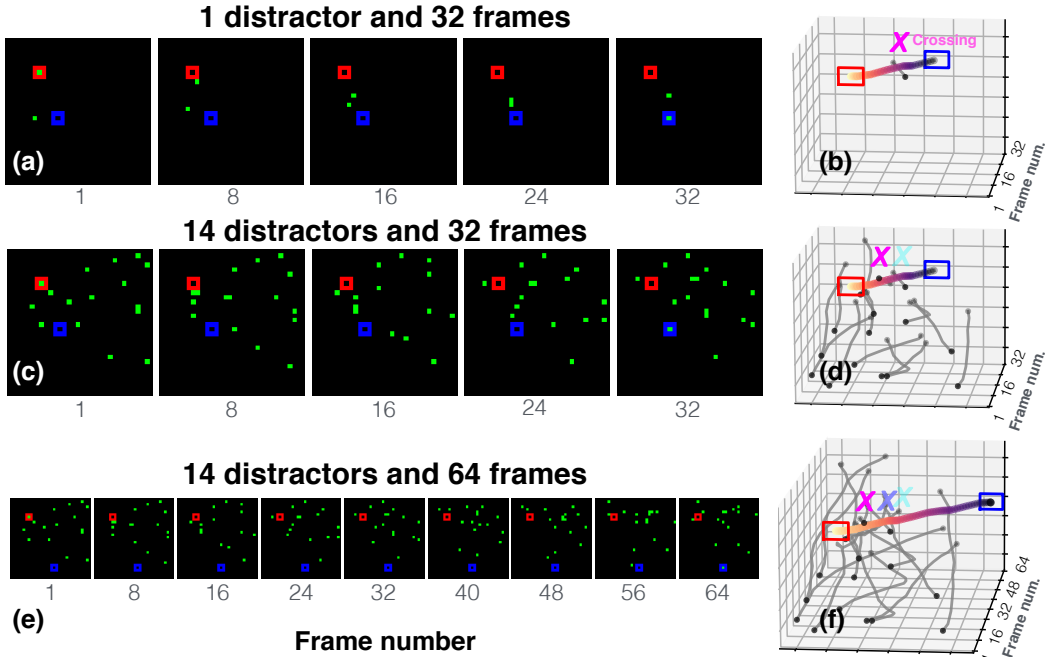 1 distractor and 32 frames
(a)
1 8 16 24 32
X Crossing
(b)
1 16 32
Frame num.
14 distractors and 32 frames
(c)
1 8 16 24 32
X X
(d)
1 16 32
Frame num.
14 distractors and 64 frames
(e)
1 8 16 24 32 40 48 56 64
Frame number
X X X
(f)
16 32 48 64
Frame num.